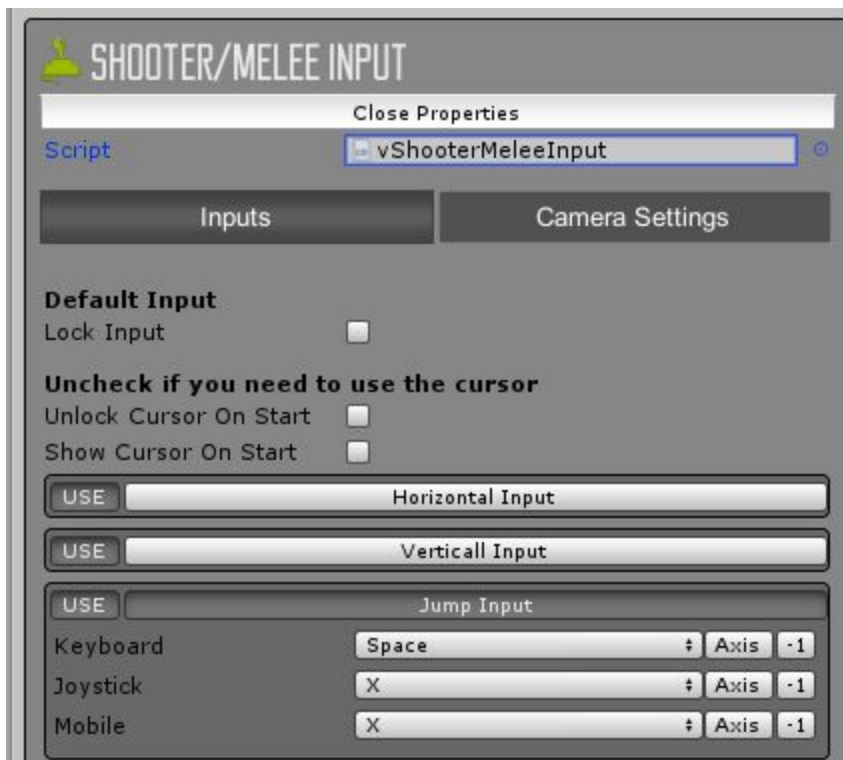 SHOOTER/MELEE INPUT
Close Properties
Script vShooterMeleeInput
Inputs Camera Settings
Default Input
Lock Input
Uncheck if you need to use the cursor
Unlock Cursor On Start
Show Cursor On Start
USE Horizontal Input
USE Verticall Input
USE Jump Input
Keyboard Space Axis -1
Joystick X Axis -1
Mobile X Axis -1